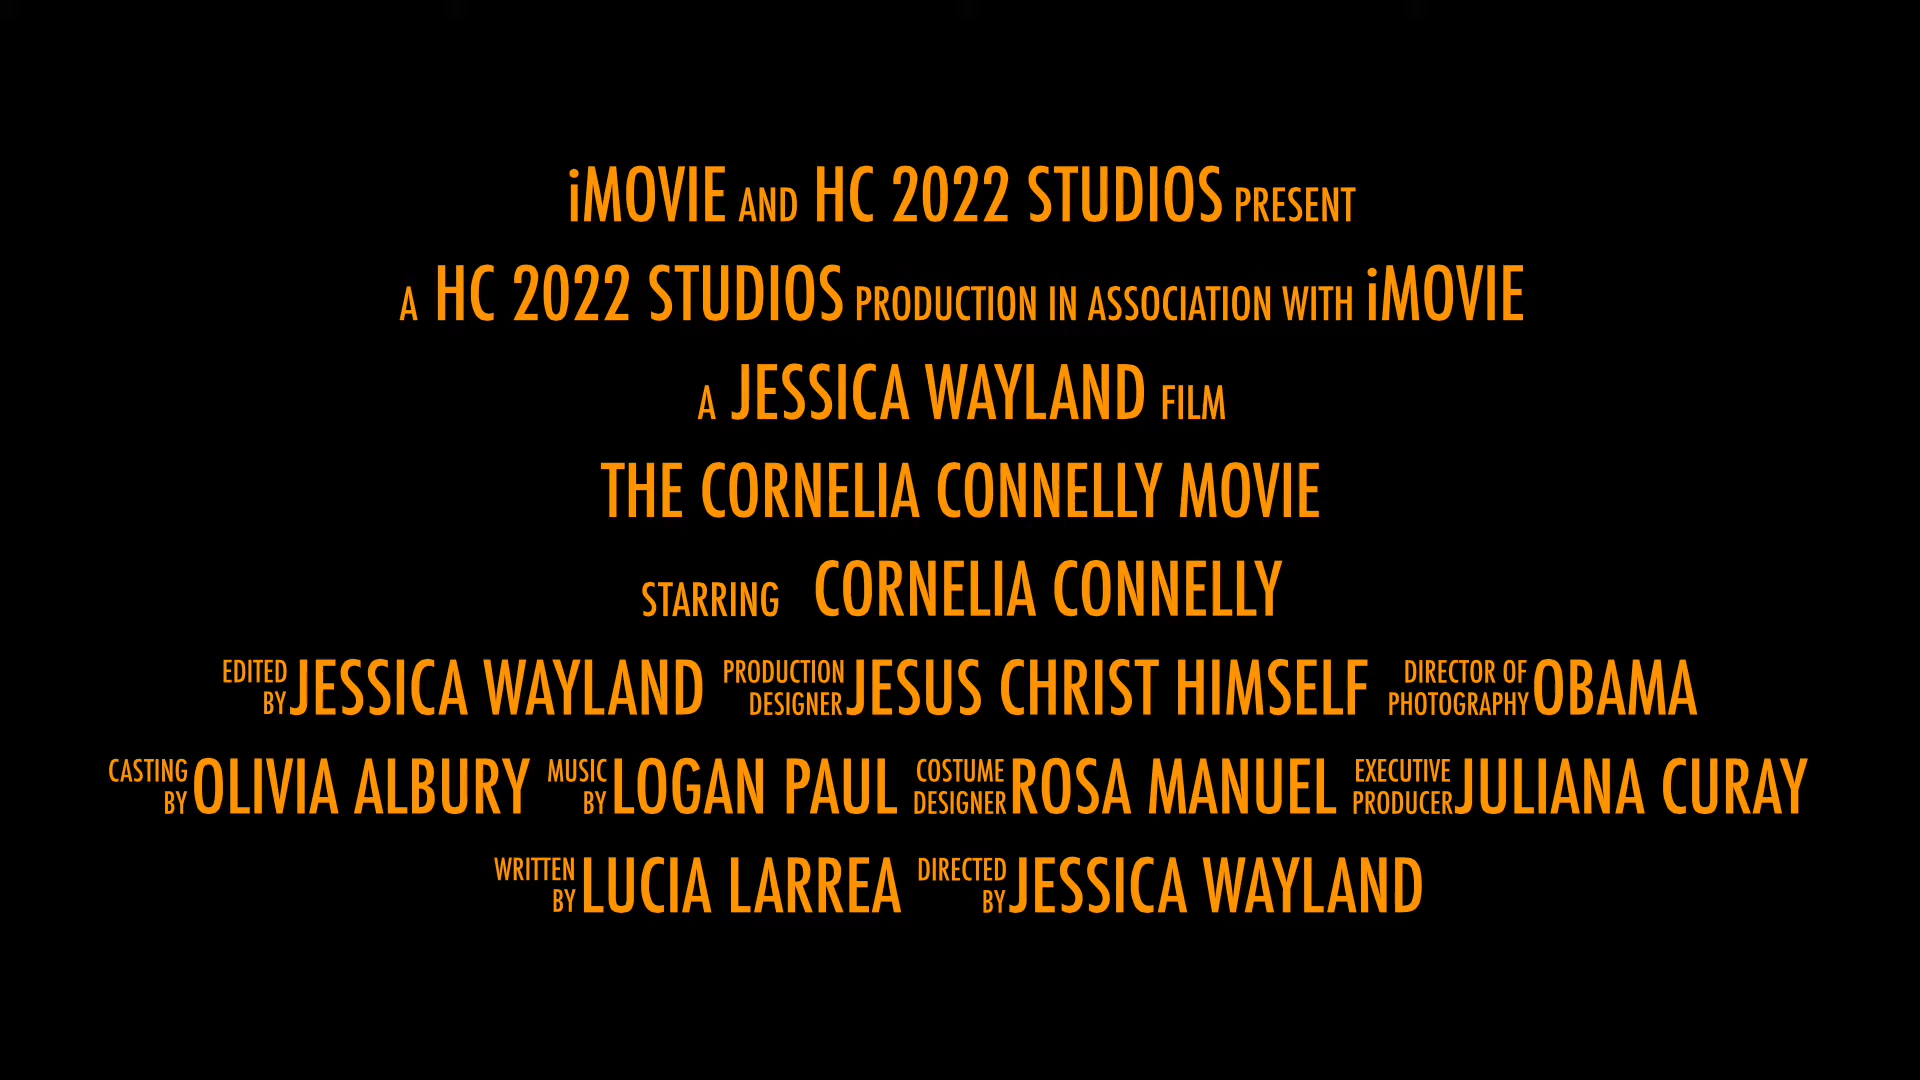 iMOVIE AND HC 2022 STUDIOS PRESENT
A HC 2022 STUDIOS PRODUCTION IN ASSOCIATION WITH iMOVIE
A JESSICA WAYLAND FILM
THE CORNELIA CONNELLY MOVIE
STARRING CORNELIA CONNELLY
EDITED BY JESSICA WAYLAND PRODUCTION DESIGNER JESUS CHRIST HIMSELF DIRECTOR OF PHOTOGRAPHY OBAMA
CASTING BY OLIVIA ALBURY MUSIC BY LOGAN PAUL COSTUME DESIGNER ROSA MANUEL EXECUTIVE PRODUCER JULIANA CURAY
WRITTEN BY LUCIA LARREA DIRECTED BY JESSICA WAYLAND